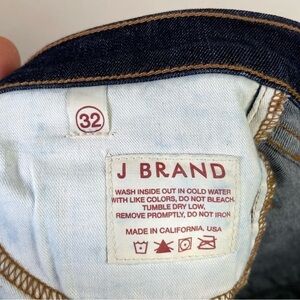 32
J BRAND
WASH INSIDE OUT IN COLD WATER
WITH LIKE COLORS, DO NOT BLEACH.
TUMBLE DRY LOW,
REMOVE PROMPTLY, DO NOT IRON
MADE IN CALIFORNIA. USA